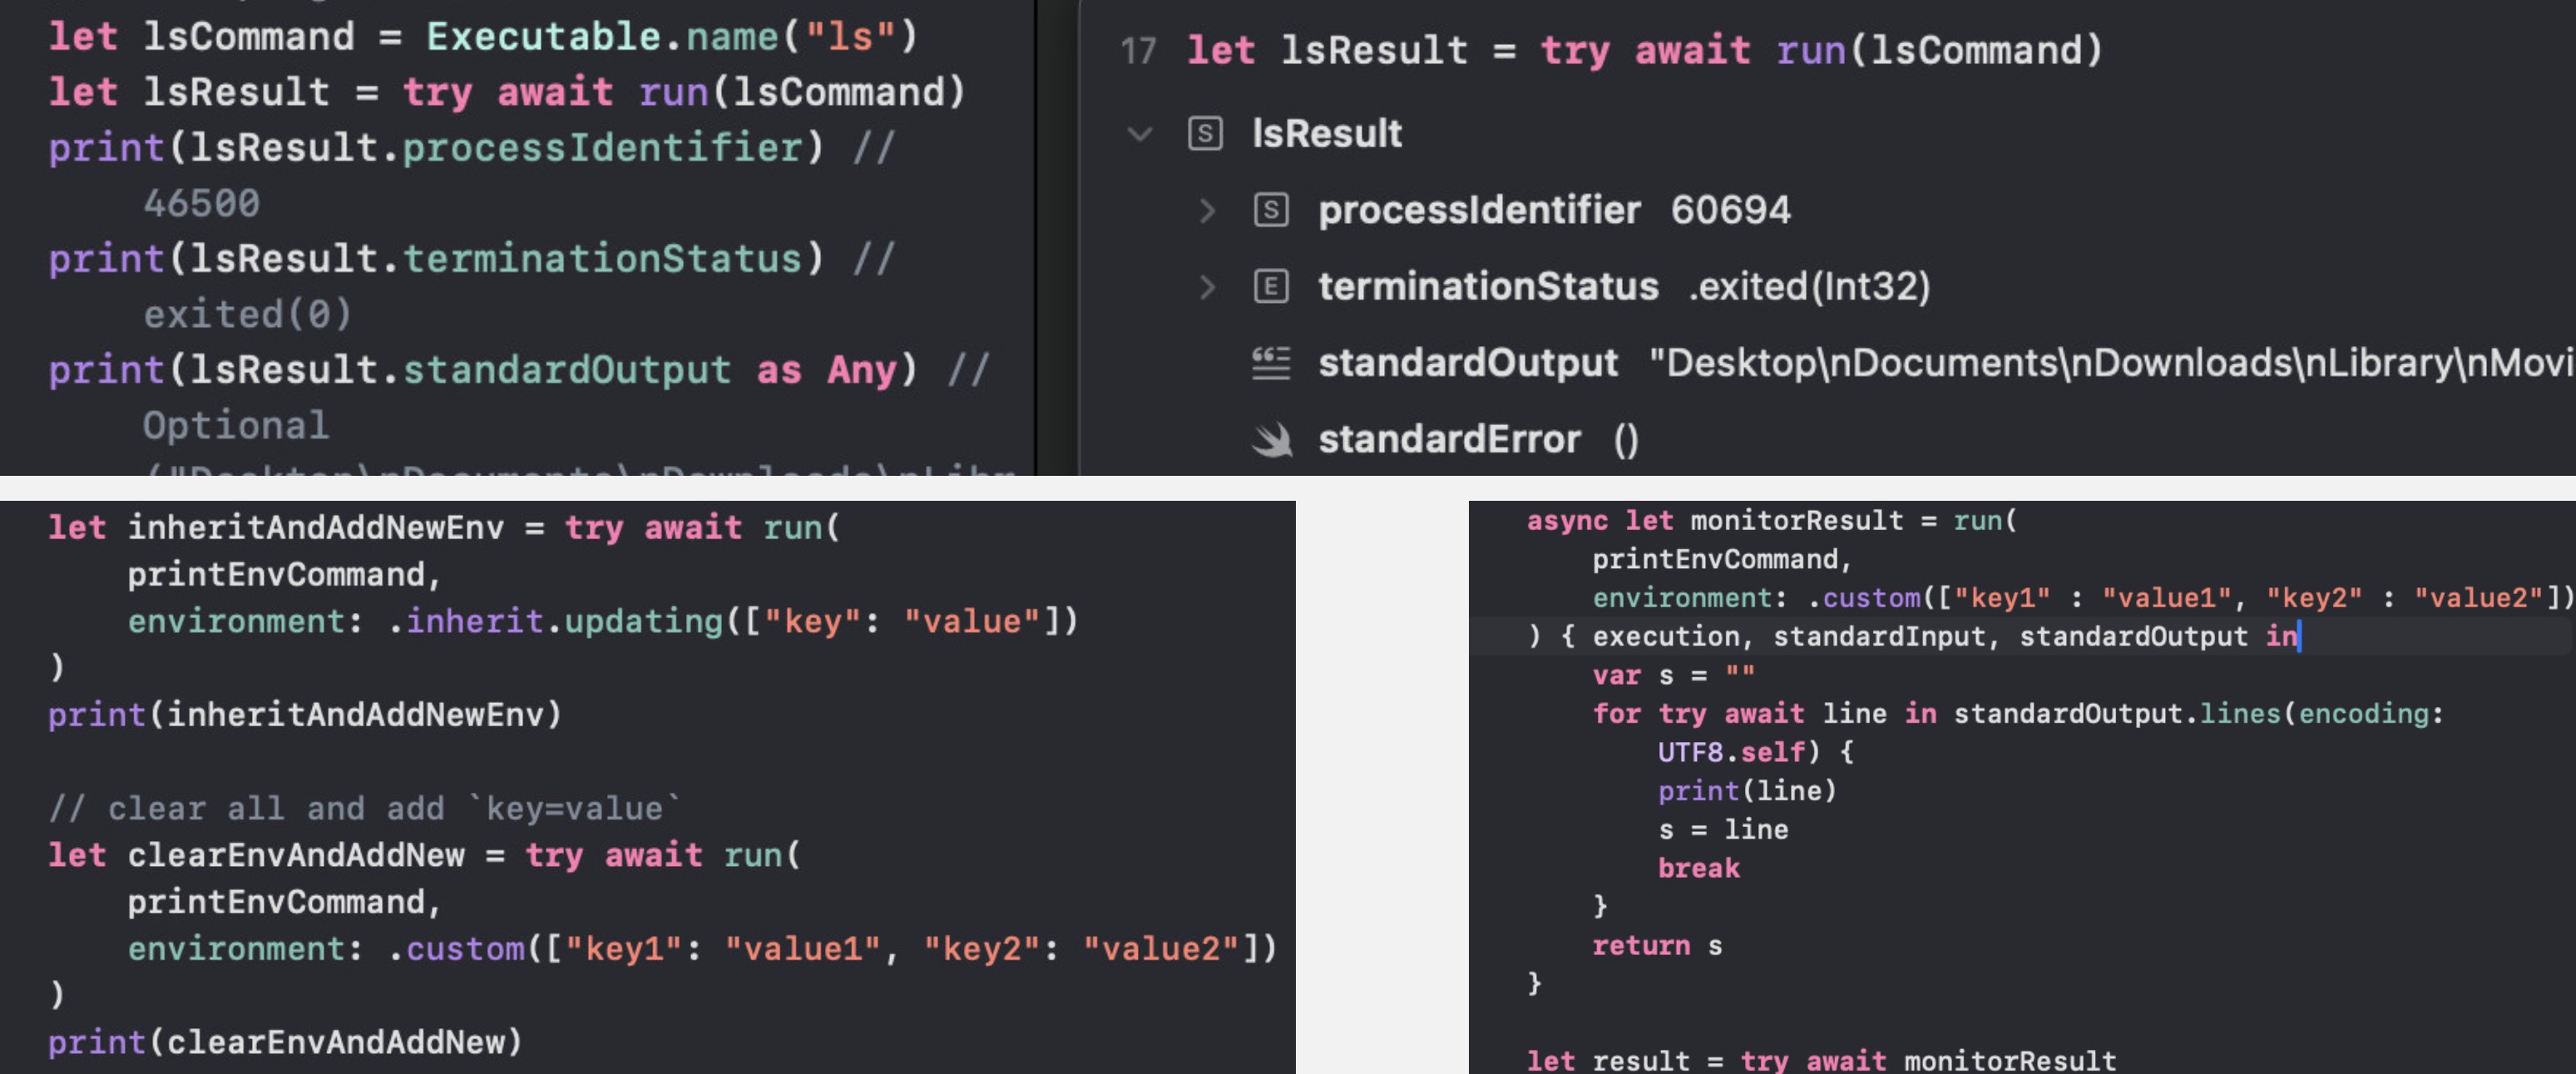 let lsCommand = Executable.name("ls")
let lsResult = try await run(lsCommand)
print(lsResult.processIdentifier) //
46500
print(lsResult.terminationStatus) //
exited(0)
print(lsResult.standardOutput as Any) //
Optional
("Desktop\nDocuments\nDownloads\nLibr
17 let lsResult = try await run(lsCommand)
S lsResult
S processIdentifier 60694
E terminationStatus .exited(Int32)
standardOutput "Desktop\nDocuments\nDownloads\nLibrary\nMovi
standardError ()
let inheritAndAddNewEnv = try await run(
printEnvCommand,
environment: .inherit.updating(["key": "value"])
)
print(inheritAndAddNewEnv)
// clear all and add `key=value`
let clearEnvAndAddNew = try await run(
printEnvCommand,
environment: .custom(["key1": "value1", "key2": "value2"])
)
print(clearEnvAndAddNew)
async let monitorResult = run(
printEnvCommand,
environment: .custom(["key1" : "value1", "key2" : "value2"])
) { execution, standardInput, standardOutput in
var s = ""
for try await line in standardOutput.lines(encoding:
UTF8.self) {
print(line)
s = line
break
}
return s
}
let result = try await monitorResult